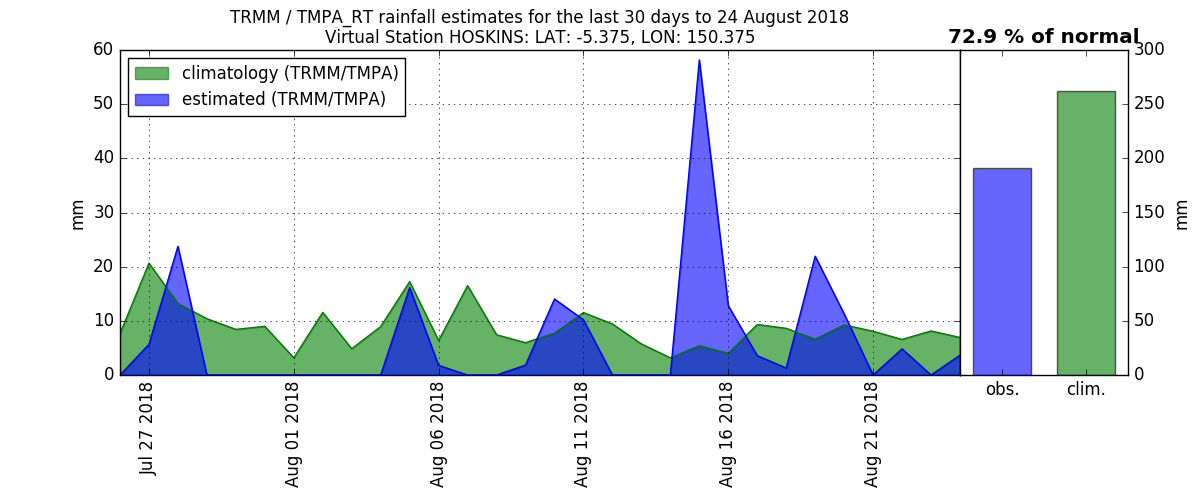 TRMM / TMPA_RT rainfall estimates for the last 30 days to 24 August 2018
Virtual Station HOSKINS: LAT: -5.375, LON: 150.375
72.9 % of normal
climatology (TRMM/TMPA)
estimated (TRMM/TMPA)
60
50
40
30
20
10
0
mm
Jul 27 2018
Aug 01 2018
Aug 06 2018
Aug 11 2018
Aug 16 2018
Aug 21 2018
300
250
200
150
100
50
0
mm
obs.
clim.